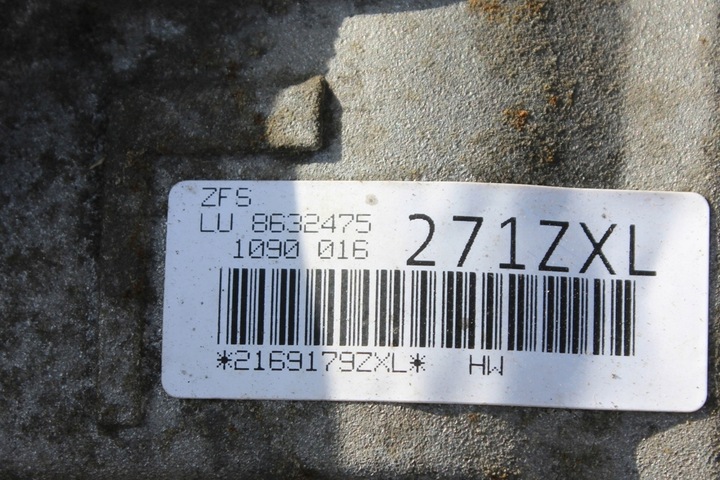 ZFS
LU 8632475
1090 016
271ZXL
*2169179ZXL* HW